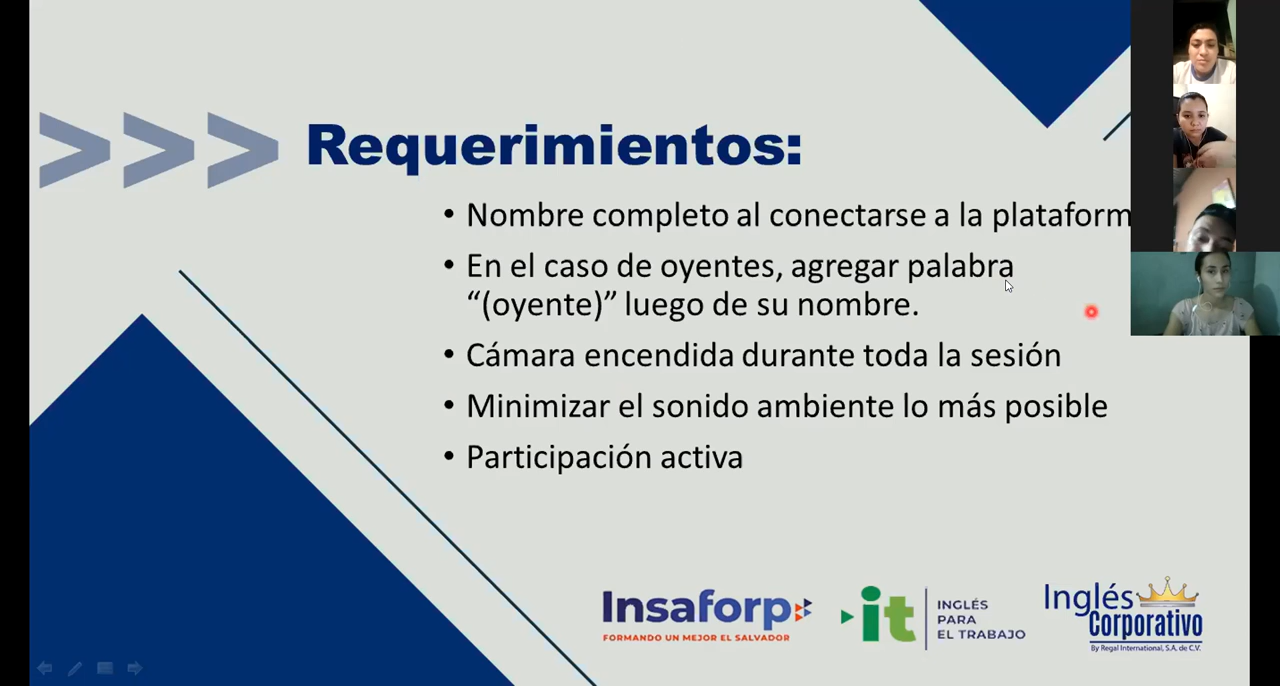 >>> Requerimientos:
• Nombre completo al conectarse a la plataform
• En el caso de oyentes, agregar palabra
“(oyente)” luego de su nombre.
• Cámara encendida durante toda la sesión
• Minimizar el sonido ambiente lo más posible
• Participación activa
Insaforp
FORMANDO UN MEJOR EL SALVADOR
it
INGLÉS
PARA
EL TRABAJO
Inglés
Corporativo
By Regal International, S.A. de C.V.